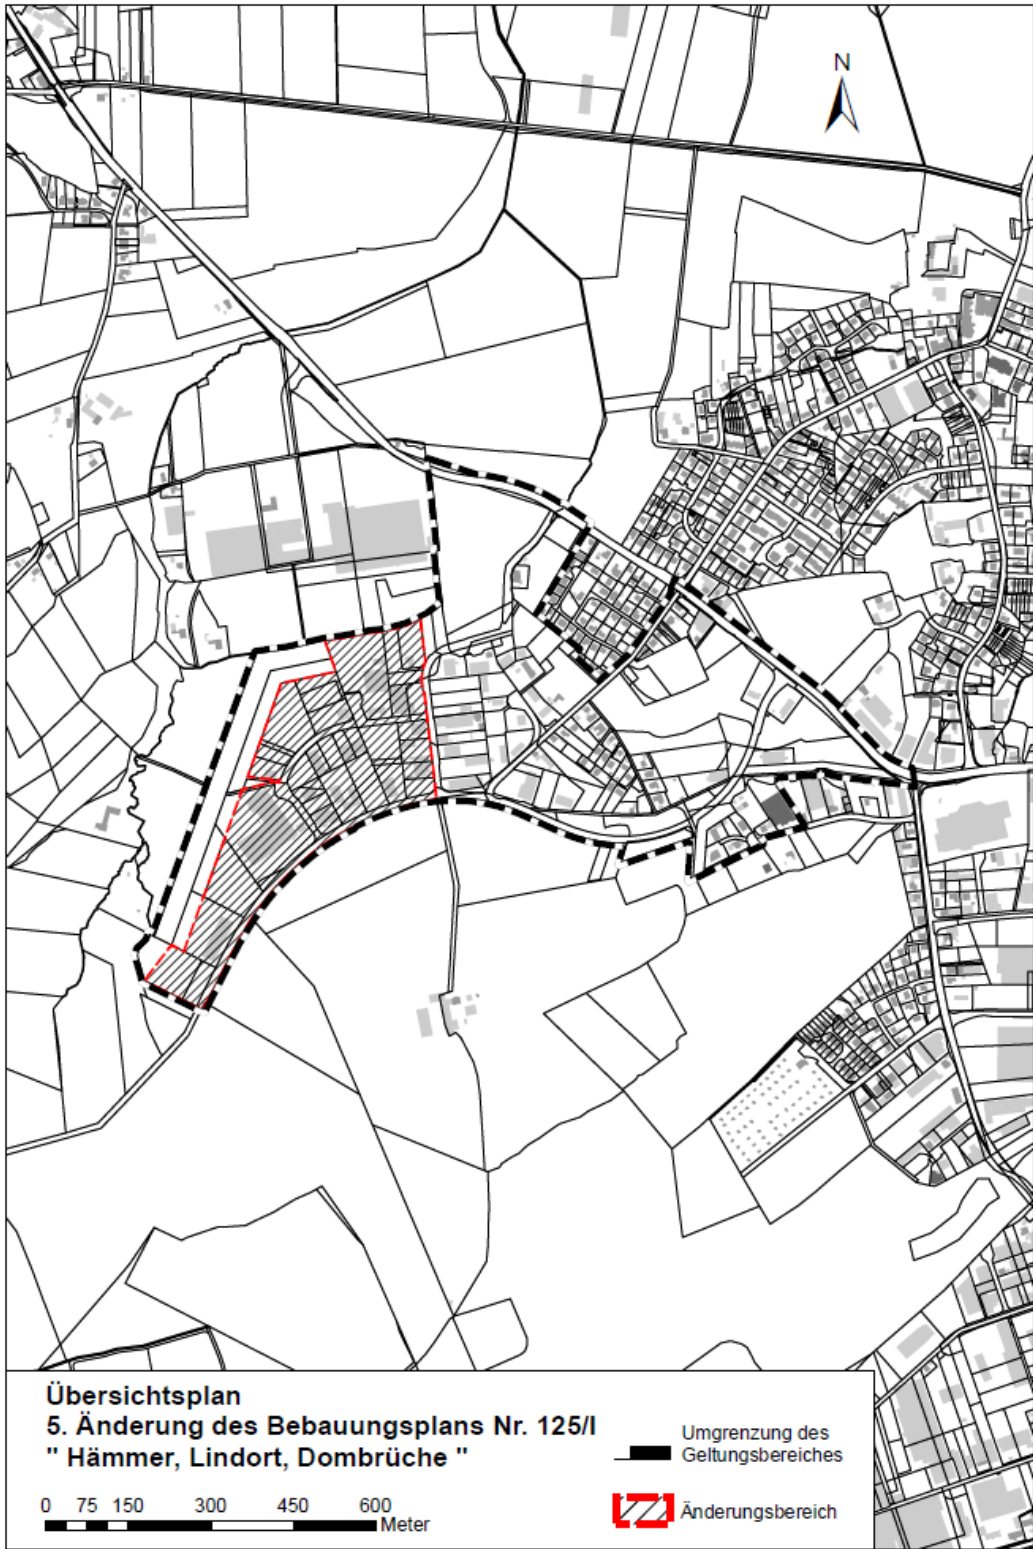 N
Übersichtsplan
5. Änderung des Bebauungsplans Nr. 125/I
" Hämmer, Lindort, Dombrüche "
0 75 150 300 450 600
Meter
Umgrenzung des
Geltungsbereiches
Änderungsbereich